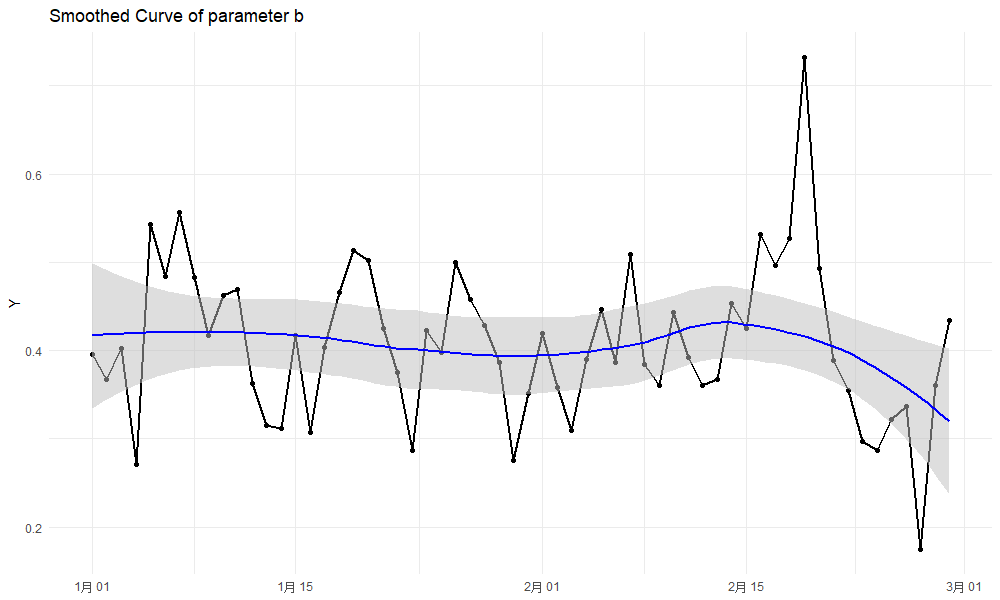 Smoothed Curve of parameter b
Y
0.6
0.4
0.2
1月 01
1月 15
2月 01
2月 15
3月 01